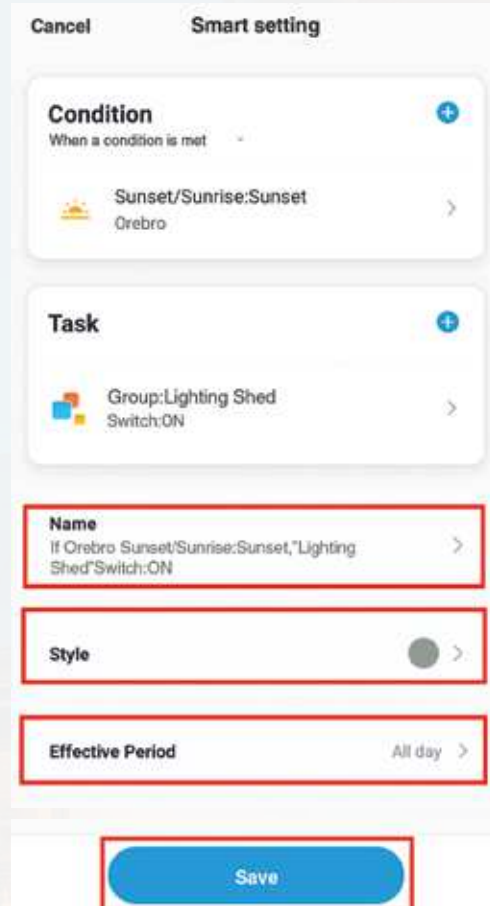 Cancel Smart setting
Condition
When a condition is met
Sunset/Sunrise:Sunset
Orebro
Task
Group:Lighting Shed
Switch:ON
Name
If Orebro Sunset/Sunrise:Sunset,"Lighting
Shed"Switch:ON
Style
Effective Period All day
Save